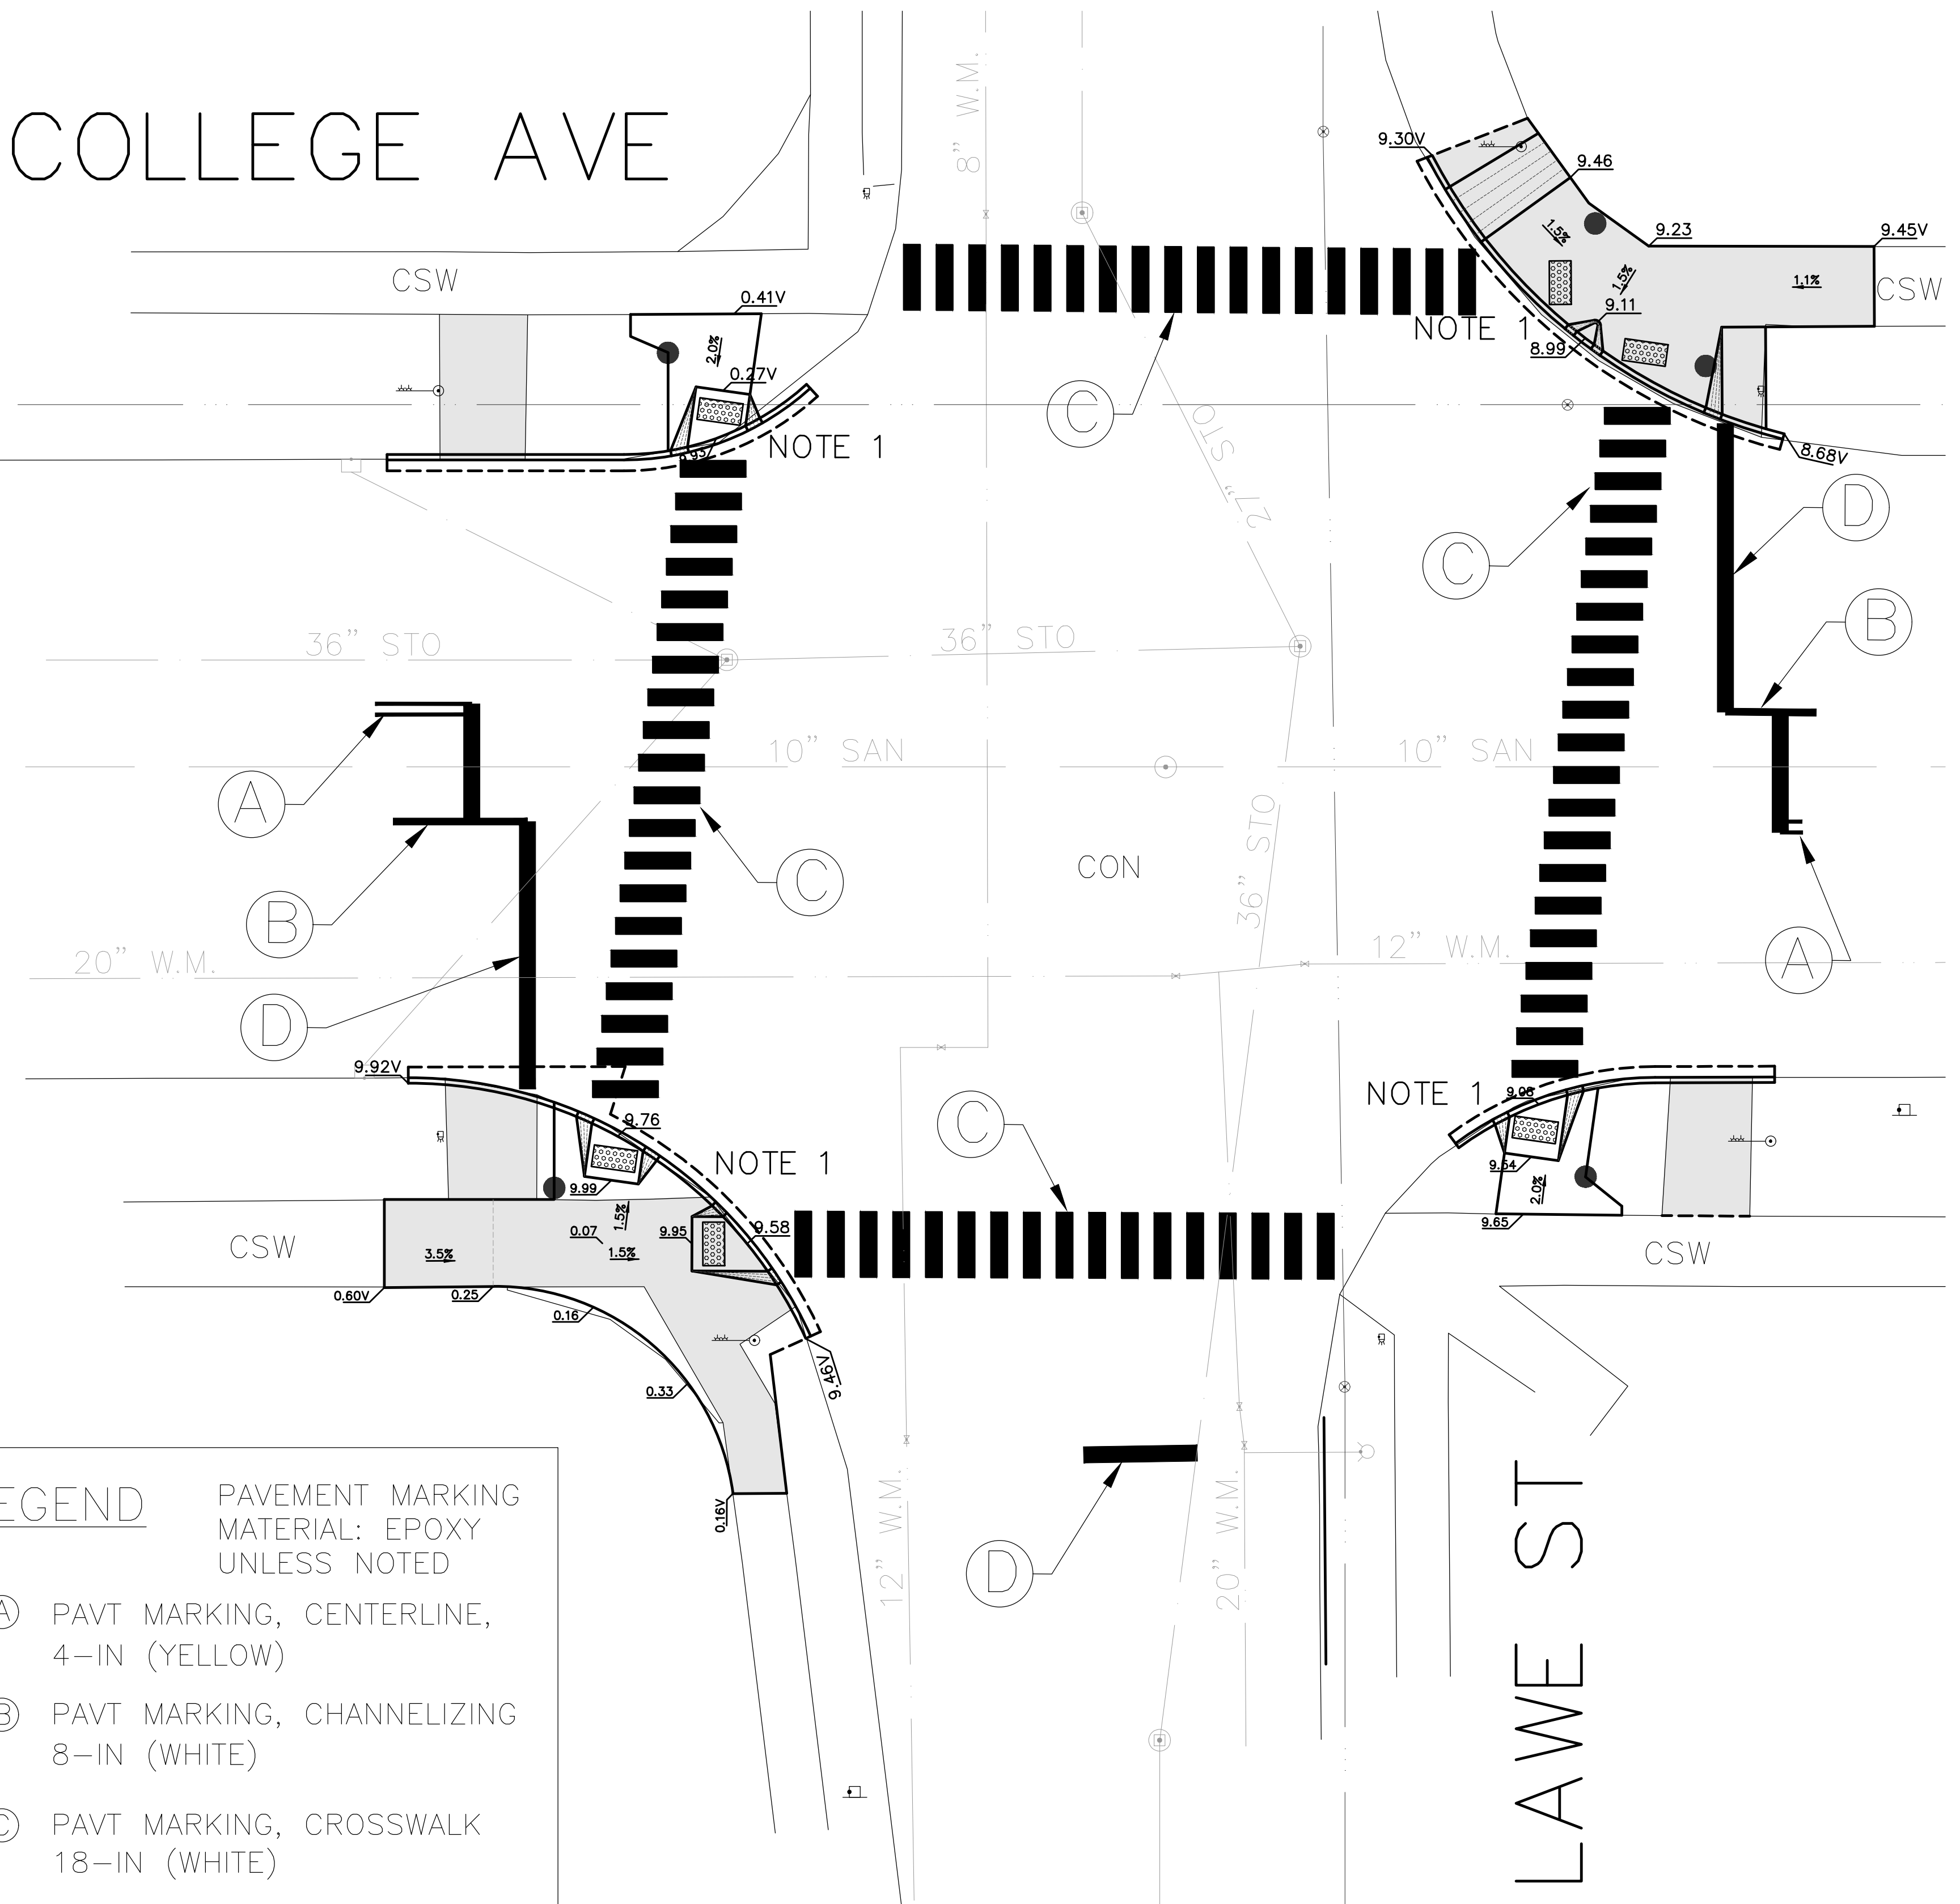 COLLEGE AVE
8" W.M.
9.30V
9.46
1.5%
9.23
9.45V
CSW
1.5%
1.1%
CSW
0.41V
9.11
NOTE 1
2.0%
8.99
0.27V
C
27" STO
NOTE 1
8.68V
D
C
B
36" STO
36" STO
10" SAN
10" SAN
A
36" STO
C
CON
B
20" W.M.
12" W.M.
A
D
9.92V
NOTE 1
9.08
9.76
C
NOTE 1
9.54
9.99
2.0%
1.5%
0.07
9.95
9.58
9.65
CSW
3.5%
1.5%
CSW
0.60V
0.25
0.16
9.46V
0.33
12" W.M.
20" W.M.
0.16V
D
LAWE ST
EGEND
PAVEMENT MARKING
MATERIAL: EPOXY
UNLESS NOTED
A PAVT MARKING, CENTERLINE,
4-IN (YELLOW)
B PAVT MARKING, CHANNELIZING
8-IN (WHITE)
C PAVT MARKING, CROSSWALK
18-IN (WHITE)